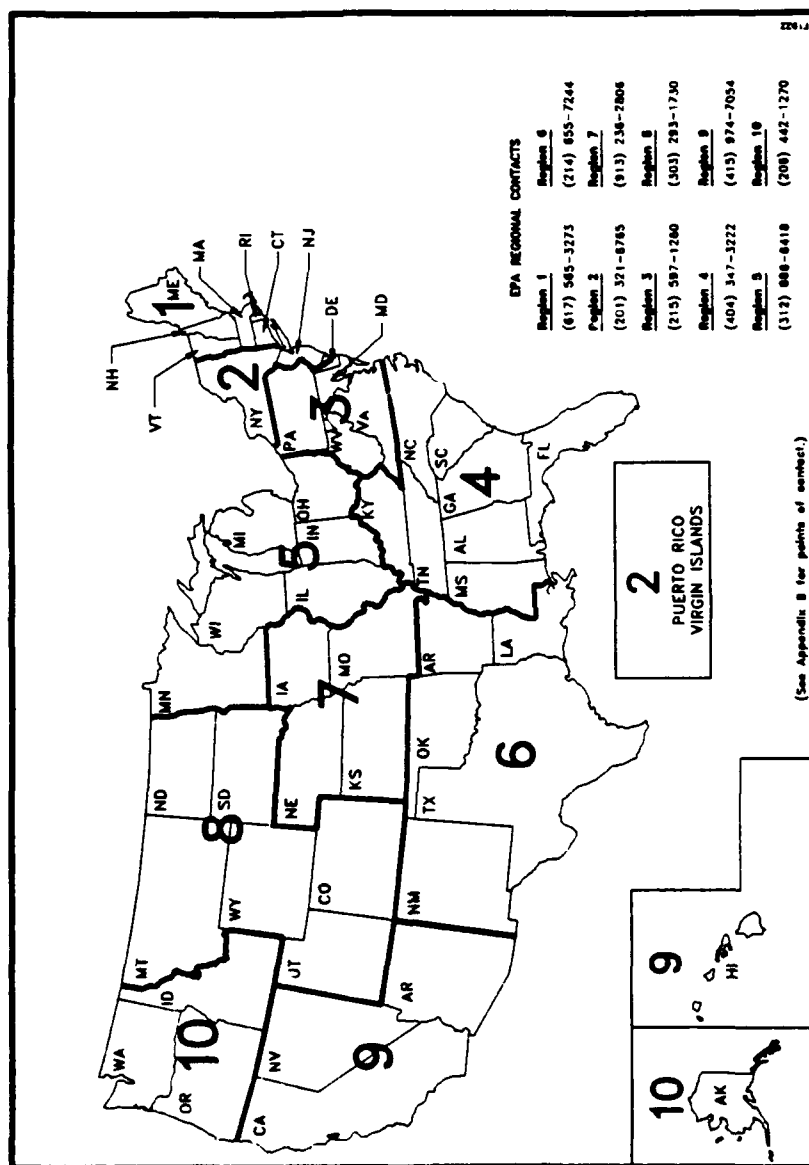 WA
OR
CA
NV
10
9
ID
MT
UT
AR
8
WY
CO
NM
ND
SD
NE
KS
OK
TX
6
MN
IA
7
MO
AR
LA
WI
MI
5
IL
IN
OH
KY
TN
MS
AL
GA
4
FL
SC
NC
VA
WV
3
PA
NY
2
1
ME
VT
NH
MA
RI
CT
NJ
DE
MD
10
AK
9
HI
2
PUERTO RICO
VIRGIN ISLANDS
EPA REGIONAL CONTACTS
Region 1
(617) 565-3273
Region 2
(201) 321-6765
Region 3
(215) 597-1260
Region 4
(404) 347-3222
Region 5
(312) 886-6418
Region 6
(214) 655-7244
Region 7
(913) 236-2806
Region 8
(303) 293-1730
Region 9
(415) 974-7054
Region 10
(206) 442-1270
(See Appendix B for points of contact.)